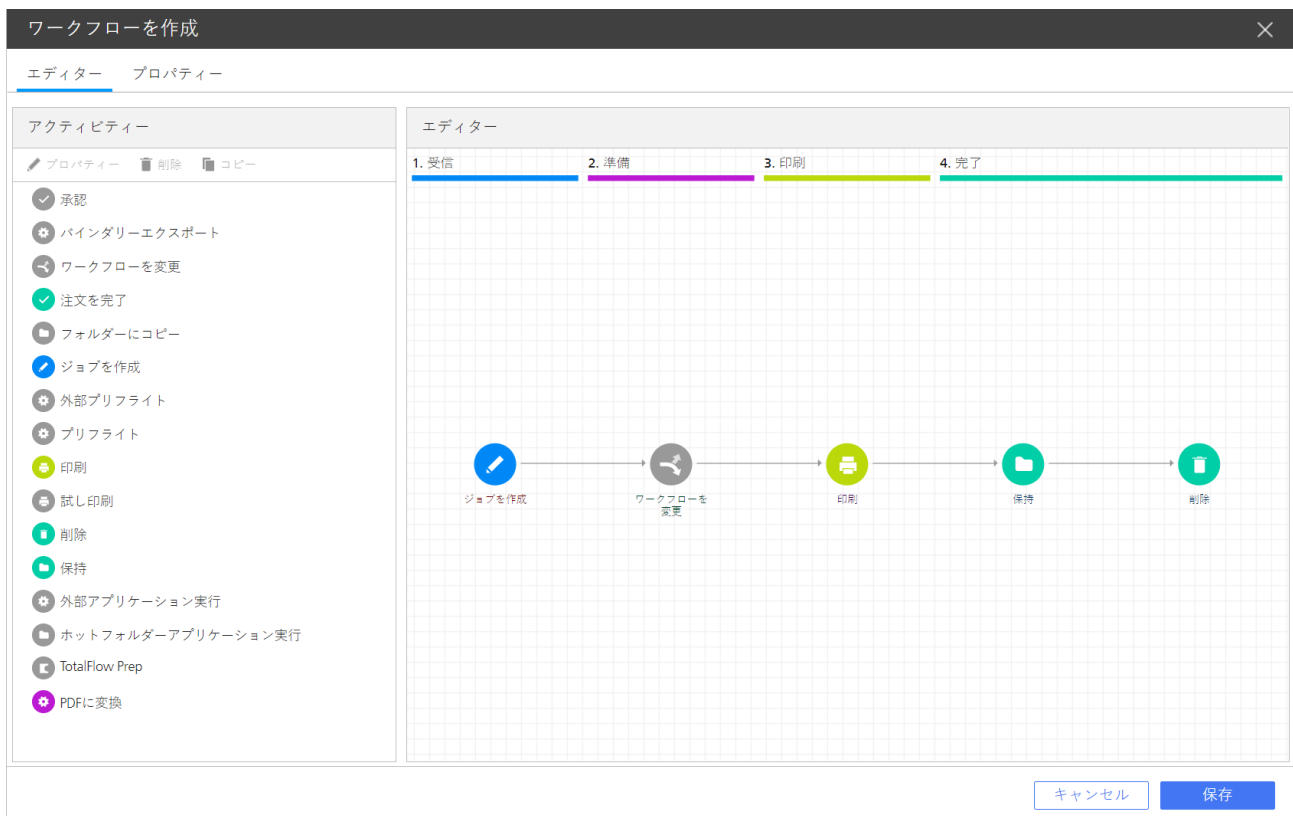 ワークフローを作成
エディター プロパティー
アクティビティー
プロパティー 削除 コピー
承認
バインダリーエクスポート
ワークフローを変更
注文を完了
フォルダーにコピー
ジョブを作成
外部プリフライト
プリフライト
印刷
試し印刷
削除
保持
外部アプリケーション実行
ホットフォルダーアプリケーション実行
TotalFlow Prep
PDFに変換
エディター
1. 受信 2. 準備 3. 印刷 4. 完了
ジョブを作成
ワークフローを
変更
印刷
保持
削除
キャンセル 保存